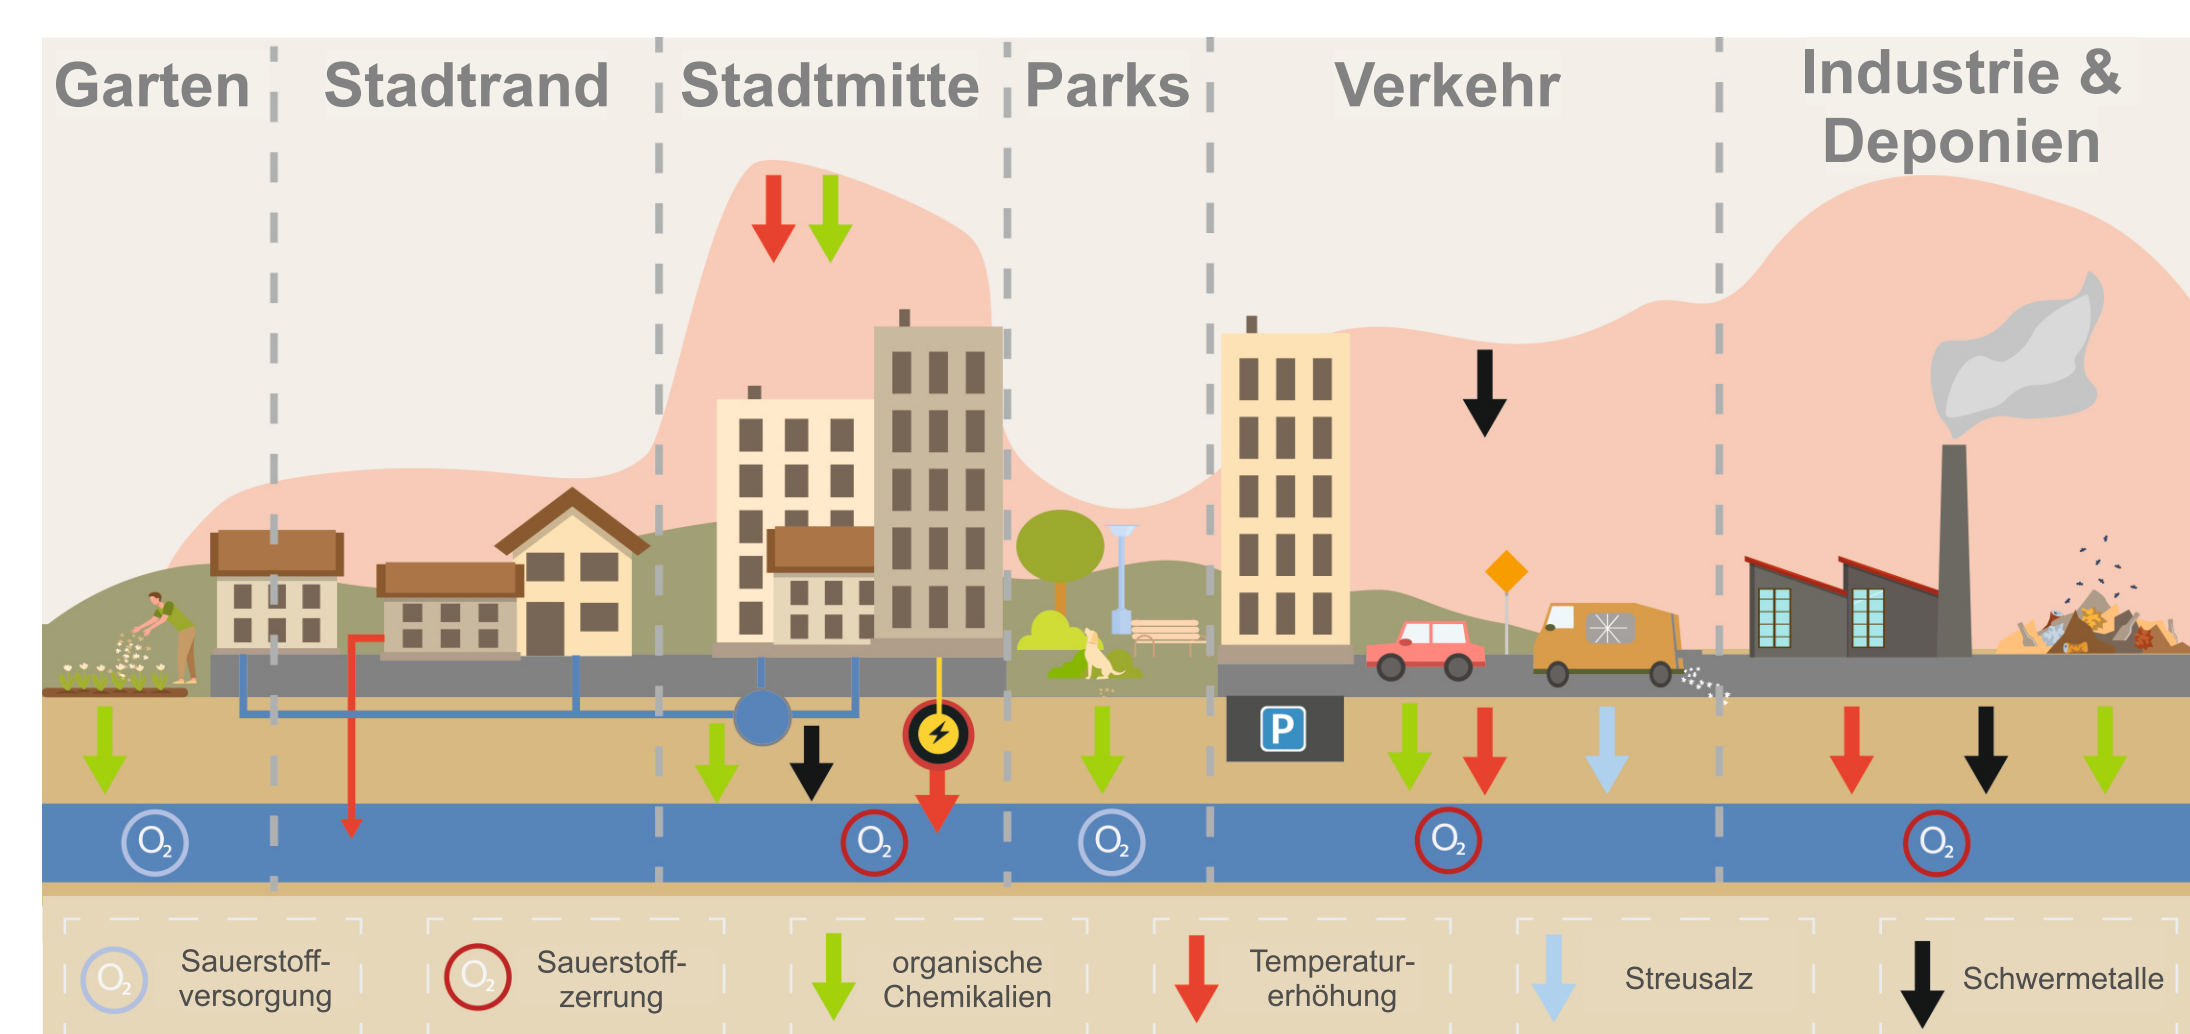 Garten
Stadtrand
Stadtmitte
Parks
Verkehr
Industrie &
Deponien
P
O₂
O₂
O₂
O₂
O₂
O₂
Sauerstoff-
versorgung
O₂
Sauerstoff-
zerrung
organische
Chemikalien
Temperatur-
erhöhung
Streusalz
Schwermetalle